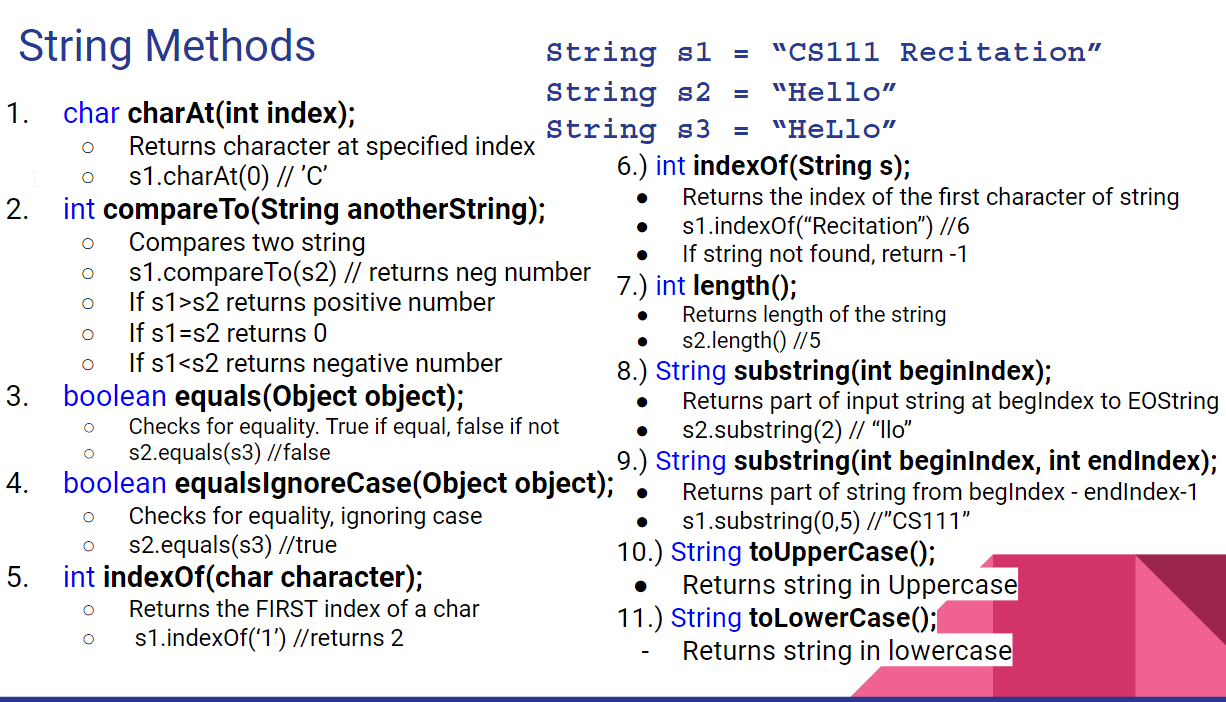 String Methods
String s1 = “CS111 Recitation”
String s2 = “Hello”
String s3 = “HeLlo”
1. char charAt(int index);
○ Returns character at specified index
○ s1.charAt(0) // ’C’
2. int compareTo(String anotherString);
○ Compares two string
○ s1.compareTo(s2) // returns neg number
○ If s1>s2 returns positive number
○ If s1=s2 returns 0
○ If s1<s2 returns negative number
3. boolean equals(Object object);
○ Checks for equality. True if equal, false if not
○ s2.equals(s3) //false
4. boolean equalsIgnoreCase(Object object);
○ Checks for equality, ignoring case
○ s2.equals(s3) //true
5. int indexOf(char character);
○ Returns the FIRST index of a char
○ s1.indexOf(‘1’) //returns 2
6.) int indexOf(String s);
● Returns the index of the first character of string
● s1.indexOf(“Recitation”) //6
● If string not found, return -1
7.) int length();
● Returns length of the string
● s2.length() //5
8.) String substring(int beginIndex);
● Returns part of input string at begIndex to EOString
● s2.substring(2) // “llo”
9.) String substring(int beginIndex, int endIndex);
● Returns part of string from begIndex - endIndex-1
● s1.substring(0,5) //”CS111”
10.) String toUpperCase();
● Returns string in Uppercase
11.) String toLowerCase();
- Returns string in lowercase